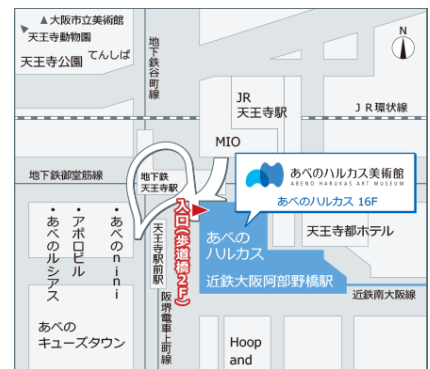 ▲大阪市立美術館
天王寺動物園
天王寺公園 てんしば
地下鉄谷町線
N
JR
天王寺駅
JR環状線
MIO
地下鉄御堂筋線
地下鉄
天王寺駅
あべのハルカス美術館
ABENO HARUKAS ART MUSEUM
あべのハルカス 16F
入口(歩道橋2F)
天王寺駅前駅
・あべのnini
・アポロビル
・あべのルシアス
あべの
ハルカス
天王寺都ホテル
近鉄大阪阿部野橋駅
近鉄南大阪線
阪堺電車上町線
あべの
キューズタウン
Hoop
and